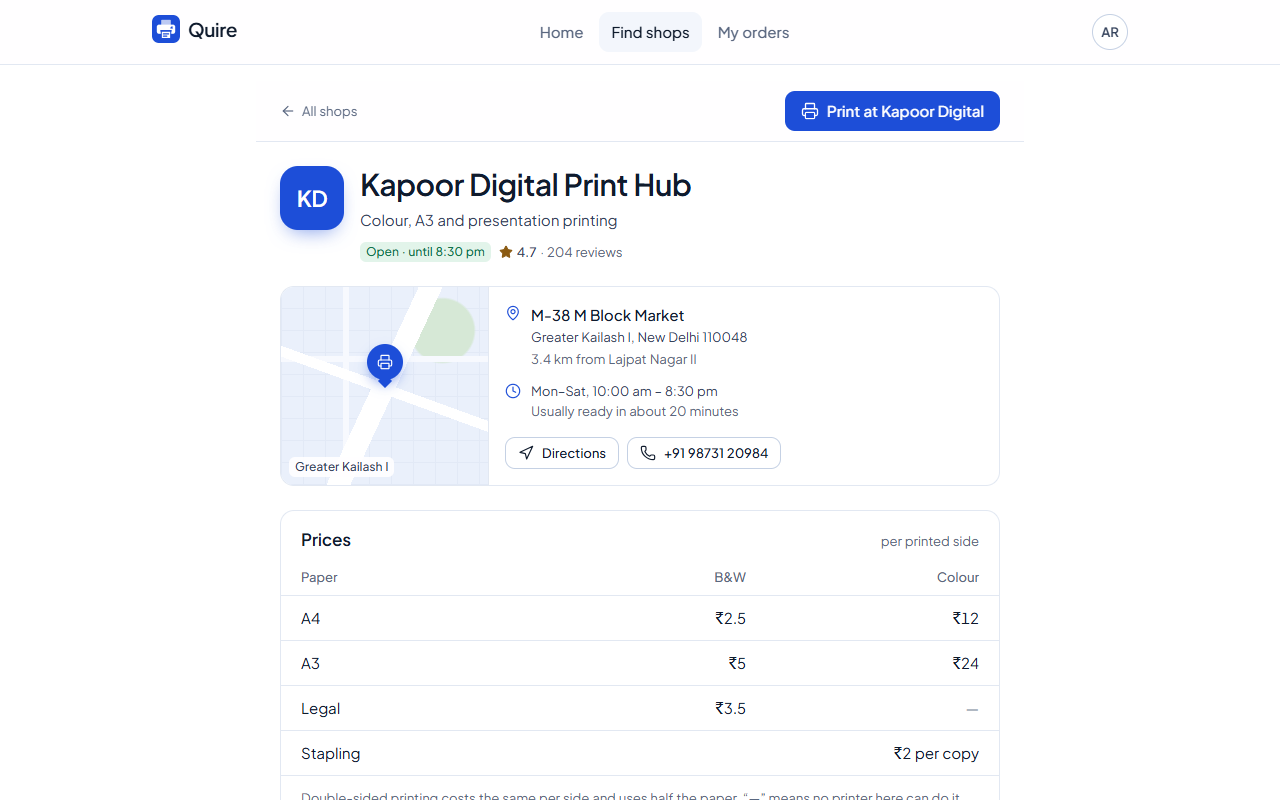 Quire
Home
Find shops
My orders
AR
All shops
Print at Kapoor Digital
KD
Kapoor Digital Print Hub
Colour, A3 and presentation printing
Open · until 8:30 pm
4.7 · 204 reviews
Greater Kailash I
M-38 M Block Market
Greater Kailash I, New Delhi 110048
3.4 km from Lajpat Nagar II
Mon–Sat, 10:00 am – 8:30 pm
Usually ready in about 20 minutes
Directions
+91 98731 20984
Prices
per printed side
Paper B&W Colour
A4 ₹2.5 ₹12
A3 ₹5 ₹24
Legal ₹3.5 —
Stapling ₹2 per copy
Double-sided printing costs the same per side and uses half the paper. “—” means no printer here can do it.